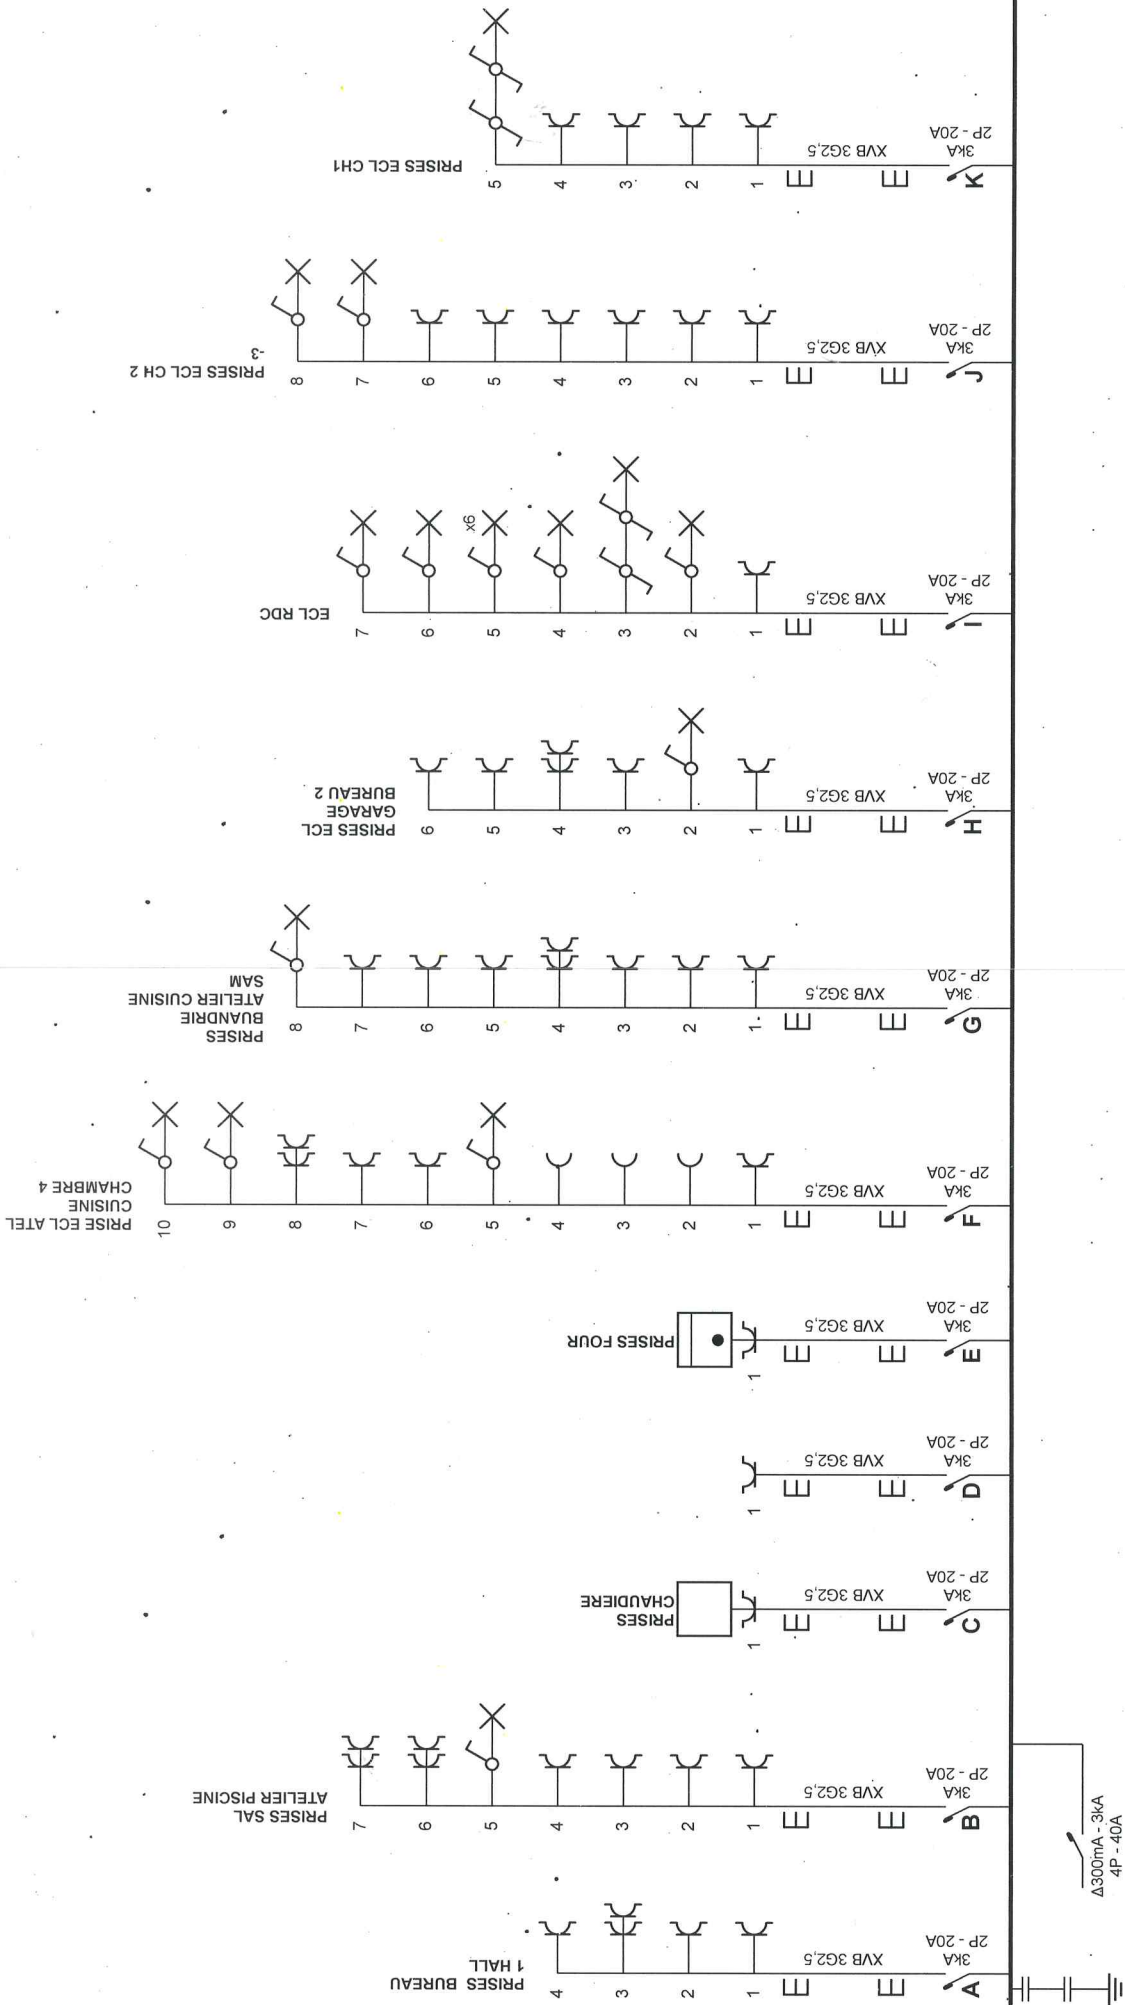 Δ300mA - 3kA
4P - 40A
A
3kA
2P - 20A
XVB 3G2,5
1
2
3
4
PRISES BUREAU
1 HALL
B
3kA
2P - 20A
XVB 3G2,5
1
2
3
4
5
6
7
PRISES SAL
ATELIER PISCINE
C
3kA
2P - 20A
XVB 3G2,5
1
PRISES
CHAUDIERE
D
3kA
2P - 20A
XVB 3G2,5
1
E
3kA
2P - 20A
XVB 3G2,5
1
PRISES FOUR
F
3kA
2P - 20A
XVB 3G2,5
1
2
3
4
5
6
7
8
9
10
PRISE ECL ATEL
CUISINE
CHAMBRE 4
G
3kA
2P - 20A
XVB 3G2,5
1
2
3
4
5
6
7
8
PRISES
BUANDRIE
ATELIER CUISINE
SAM
H
3kA
2P - 20A
XVB 3G2,5
1
2
3
4
5
6
PRISES ECL
GARAGE
BUREAU 2
I
3kA
2P - 20A
XVB 3G2,5
1
2
3
4
5
x6
6
7
ECL RDC
J
3kA
2P - 20A
XVB 3G2,5
1
2
3
4
5
6
7
8
PRISES ECL CH 2
-3
K
3kA
2P - 20A
XVB 3G2,5
1
2
3
4
5
PRISES ECL CH1